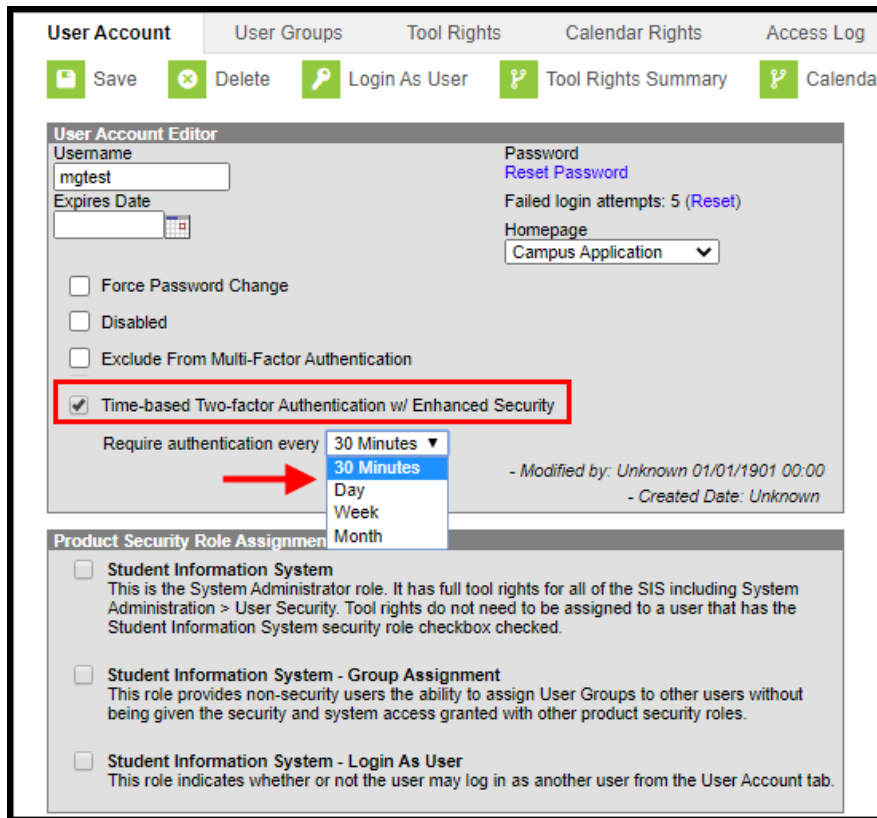 User Account User Groups Tool Rights Calendar Rights Access Log
Save Delete Login As User Tool Rights Summary Calenda
User Account Editor
Username Password
mgtest Reset Password
Expires Date Failed login attempts: 5 (Reset)
Homepage
Campus Application
Force Password Change
Disabled
Exclude From Multi-Factor Authentication
Time-based Two-factor Authentication w/ Enhanced Security
Require authentication every 30 Minutes
30 Minutes
Day
Week
Month
- Modified by: Unknown 01/01/1901 00:00
- Created Date: Unknown
Product Security Role Assignmen
Student Information System
This is the System Administrator role. It has full tool rights for all of the SIS including System
Administration > User Security. Tool rights do not need to be assigned to a user that has the
Student Information System security role checkbox checked.
Student Information System - Group Assignment
This role provides non-security users the ability to assign User Groups to other users without
being given the security and system access granted with other product security roles.
Student Information System - Login As User
This role indicates whether or not the user may log in as another user from the User Account tab.